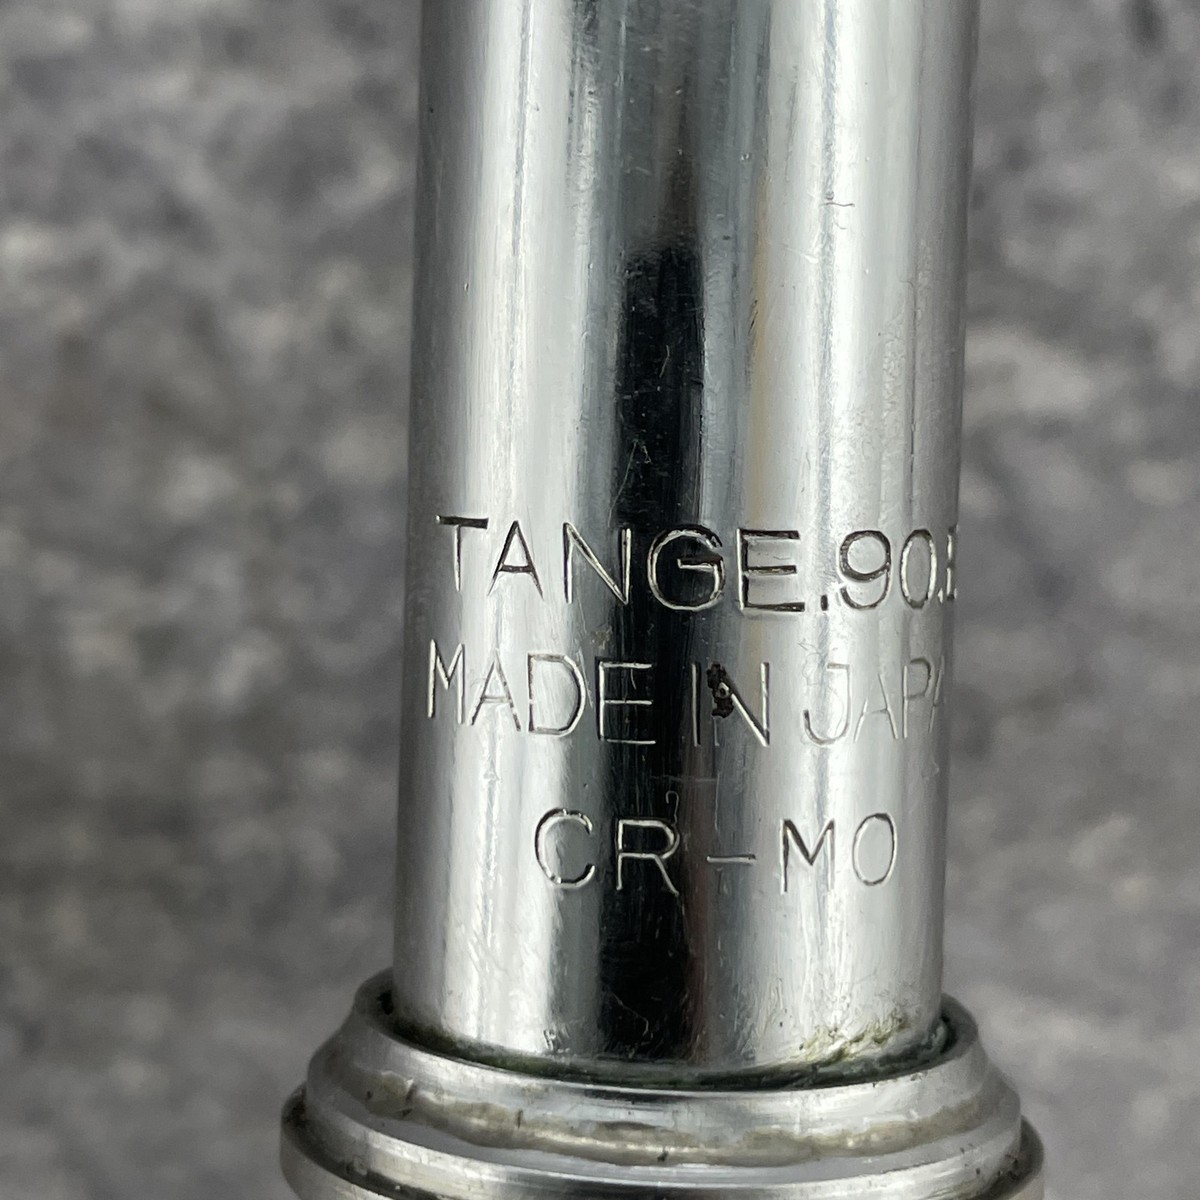 TANGE.90.
MADE IN JAPA
CR-MO